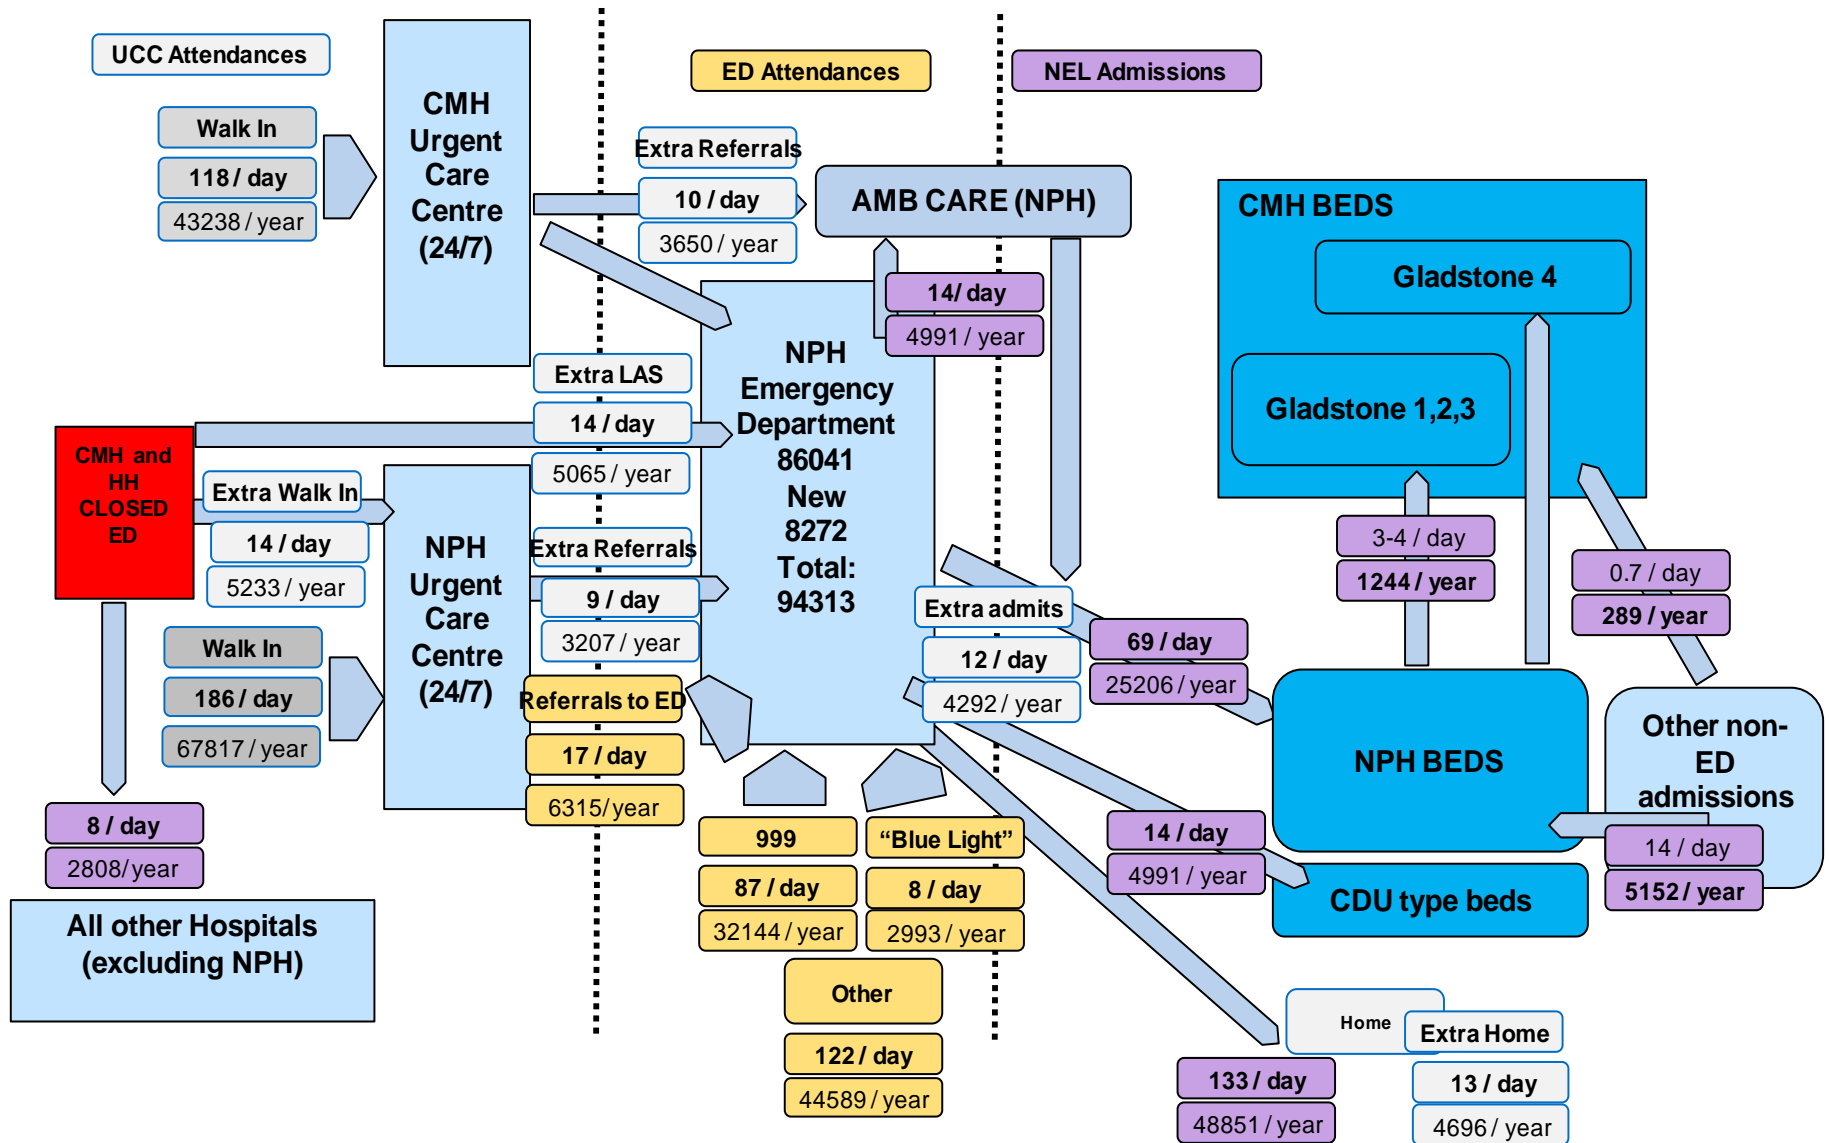 UCC Attendances
ED Attendances
NEL Admissions
Walk In
118 / day
43238 / year
CMH
Urgent
Care
Centre
(24/7)
Extra Referrals
10 / day
3650 / year
AMB CARE (NPH)
14/ day
4991 / year
CMH BEDS
Gladstone 4
Gladstone 1,2,3
Extra LAS
14 / day
5065 / year
NPH
Emergency
Department
86041
New
8272
Total:
94313
CMH and
HH
CLOSED
ED
Extra Walk In
14 / day
5233 / year
Walk In
186 / day
67817 / year
NPH
Urgent
Care
Centre
(24/7)
Extra Referrals
9 / day
3207 / year
Referrals to ED
17 / day
6315/year
Extra admits
12 / day
4292 / year
69 / day
25206 / year
3-4 / day
1244 / year
0.7 / day
289 / year
NPH BEDS
Other non-
ED
admissions
14 / day
5152 / year
14 / day
4991 / year
CDU type beds
8 / day
2808/year
All other Hospitals
(excluding NPH)
999
87 / day
32144 / year
“Blue Light”
8 / day
2993 / year
Other
122 / day
44589 / year
Home
Extra Home
133 / day
48851 / year
13 / day
4696 / year